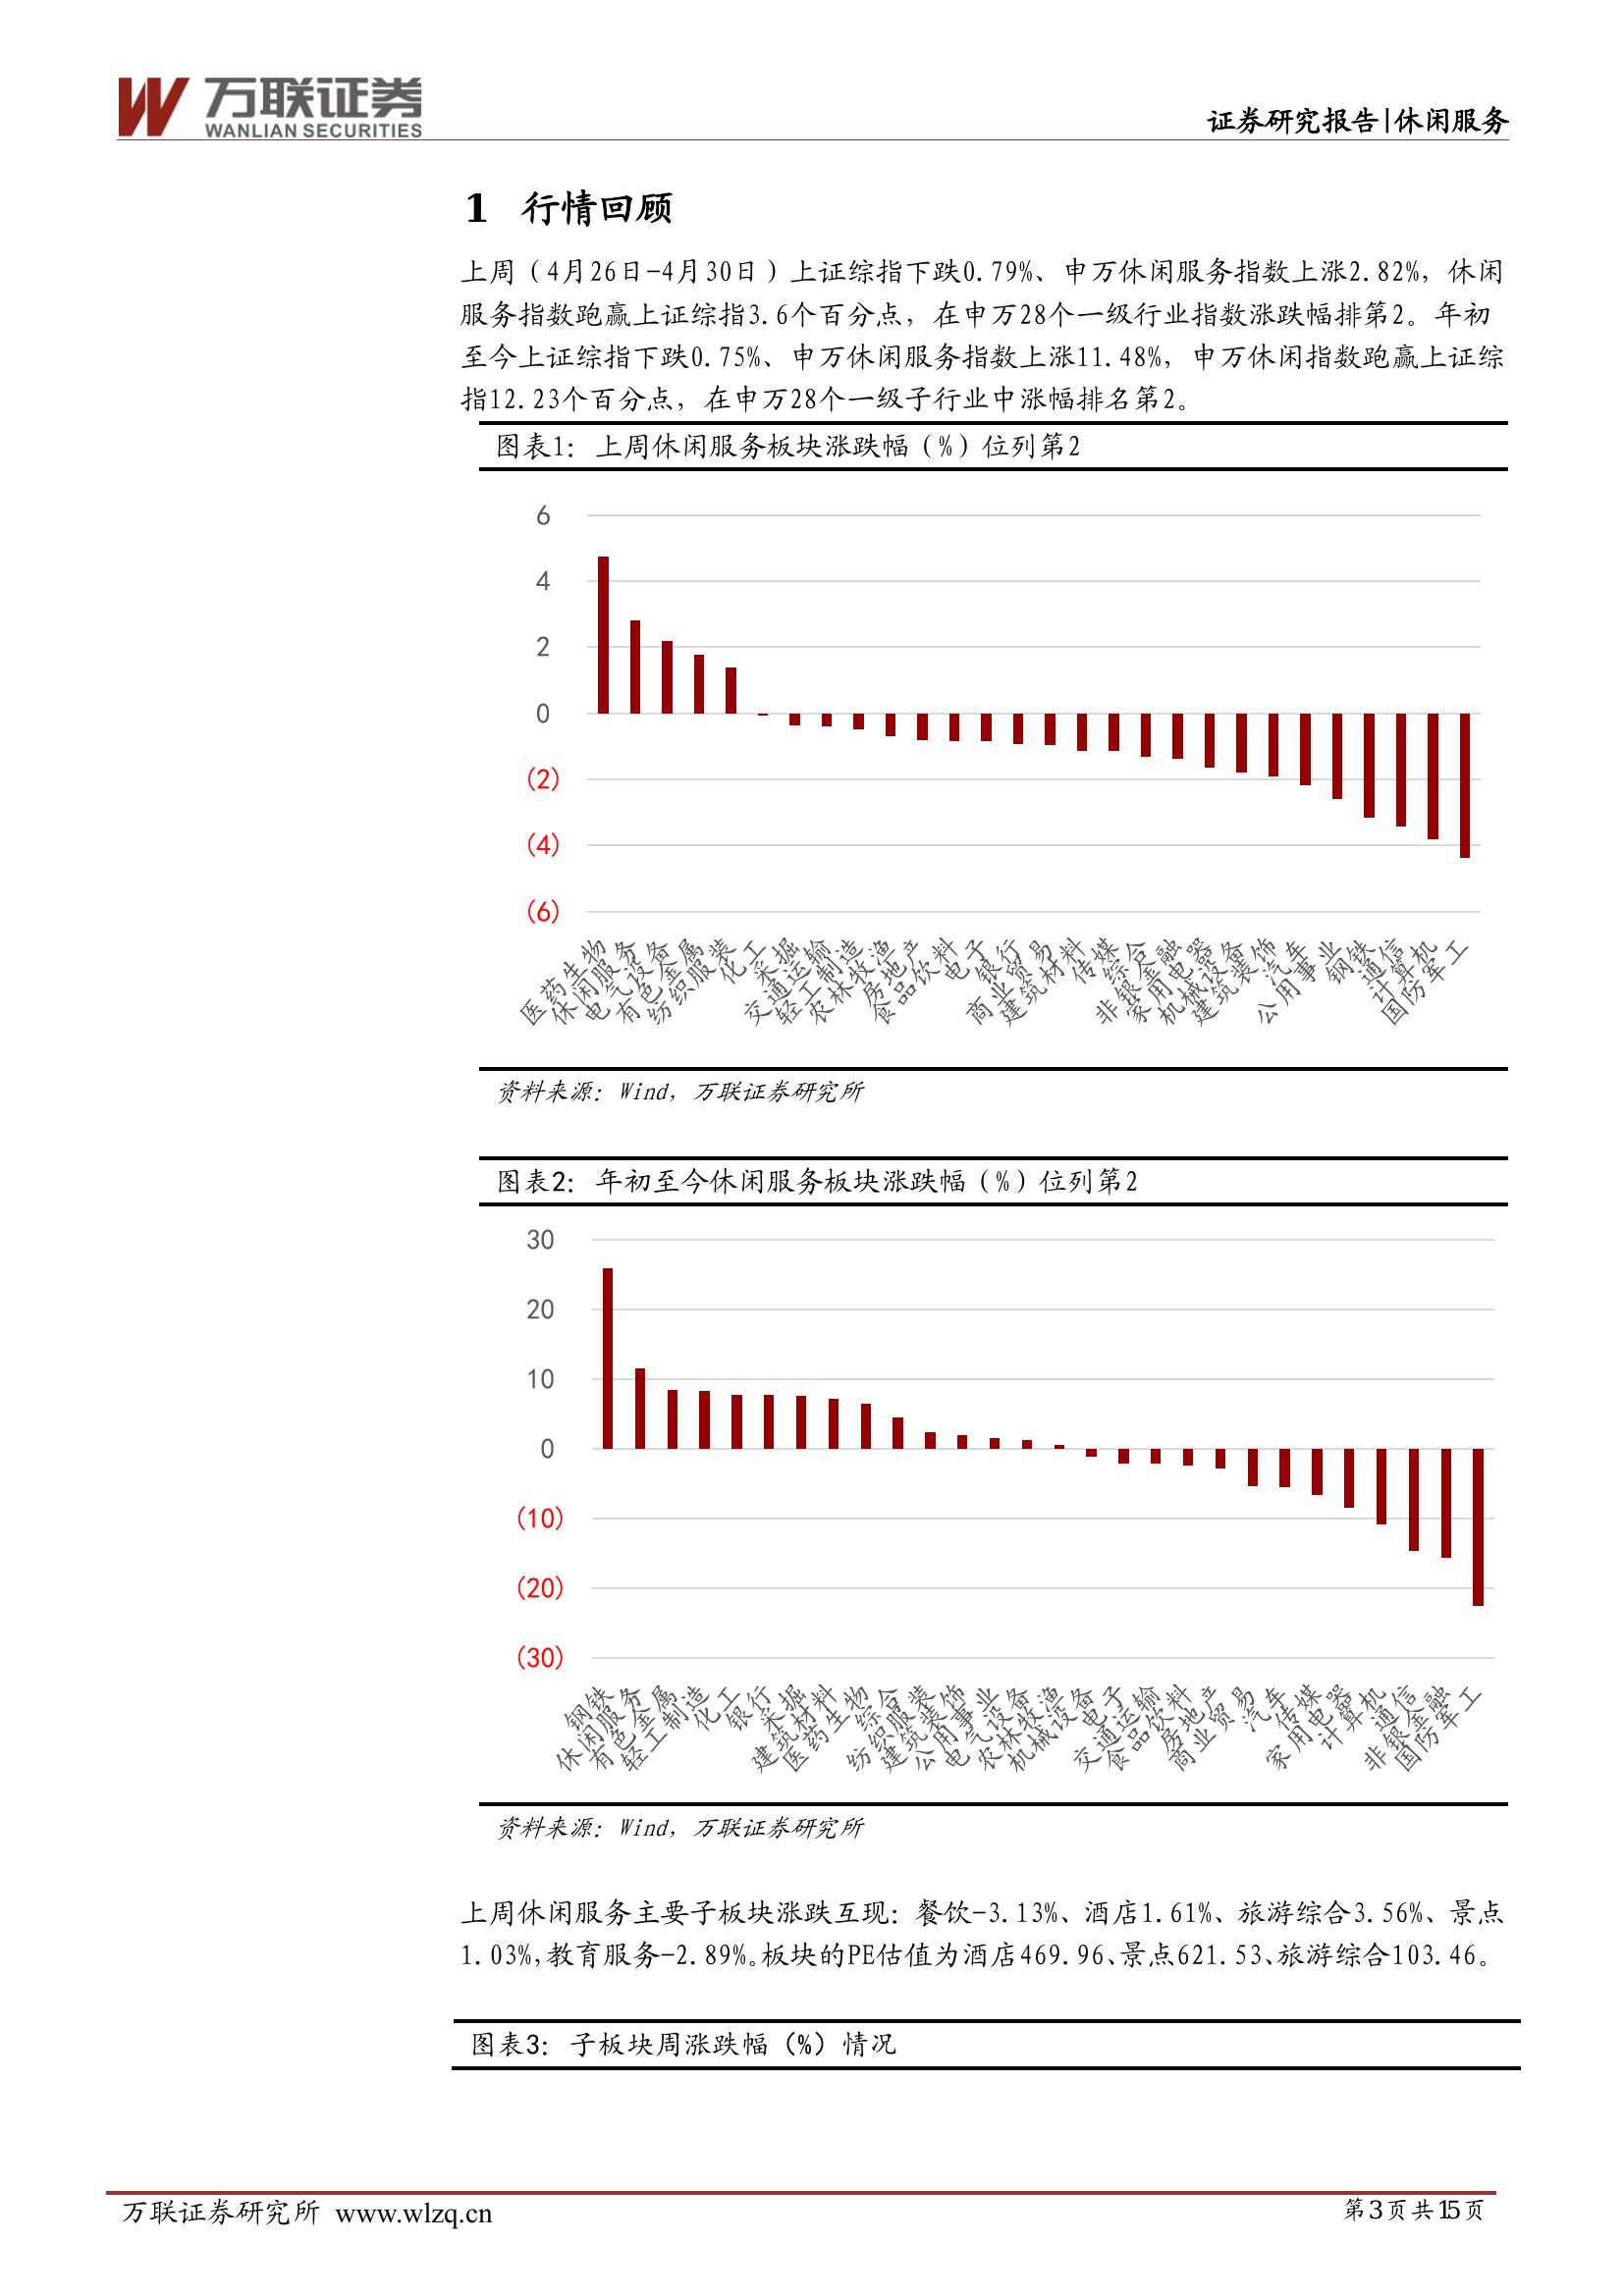 万联证券
WANLIAN SECURITIES
证券研究报告|休闲服务
1 行情回顾
上周（4月26日-4月30日）上证综指下跌0.79%、申万休闲服务指数上涨2.82%，休闲
服务指数跑赢上证综指3.6个百分点，在申万28个一级行业指数涨跌幅排第2。年初
至今上证综指下跌0.75%、申万休闲服务指数上涨11.48%，申万休闲指数跑赢上证综
指12.23个百分点，在申万28个一级子行业中涨幅排名第2。
图表1：上周休闲服务板块涨跌幅（%）位列第2
6
4
2
0
(2)
(4)
(6)
医药生物
休闲服务
电气设备
有色金属
纺织服装
化工
采掘
交通运输
轻工制造
农林牧渔
房地产
食品饮料
电子
银行
商业贸易
建筑材料
传媒
综合
非银金融
家用电器
机械设备
建筑装饰
汽车
公用事业
钢铁
通信
计算机
国防军工
资料来源：Wind，万联证券研究所
图表2：年初至今休闲服务板块涨跌幅（%）位列第2
30
20
10
0
(10)
(20)
(30)
钢铁
休闲服务
有色金属
轻工制造
化工
银行
采掘
建筑材料
医药生物
综合
纺织服装
建筑装饰
公用事业
电气设备
农林牧渔
机械设备
电子
交通运输
食品饮料
房地产
商业贸易
汽车
传媒
家用电器
计算机
通信
非银金融
国防军工
资料来源：Wind，万联证券研究所
上周休闲服务主要子板块涨跌互现：餐饮-3.13%、酒店1.61%、旅游综合3.56%、景点
1.03%，教育服务-2.89%。板块的PE估值为酒店469.96、景点621.53、旅游综合103.46。
图表3：子板块周涨跌幅（%）情况
万联证券研究所 www.wlzq.cn
第3页共15页